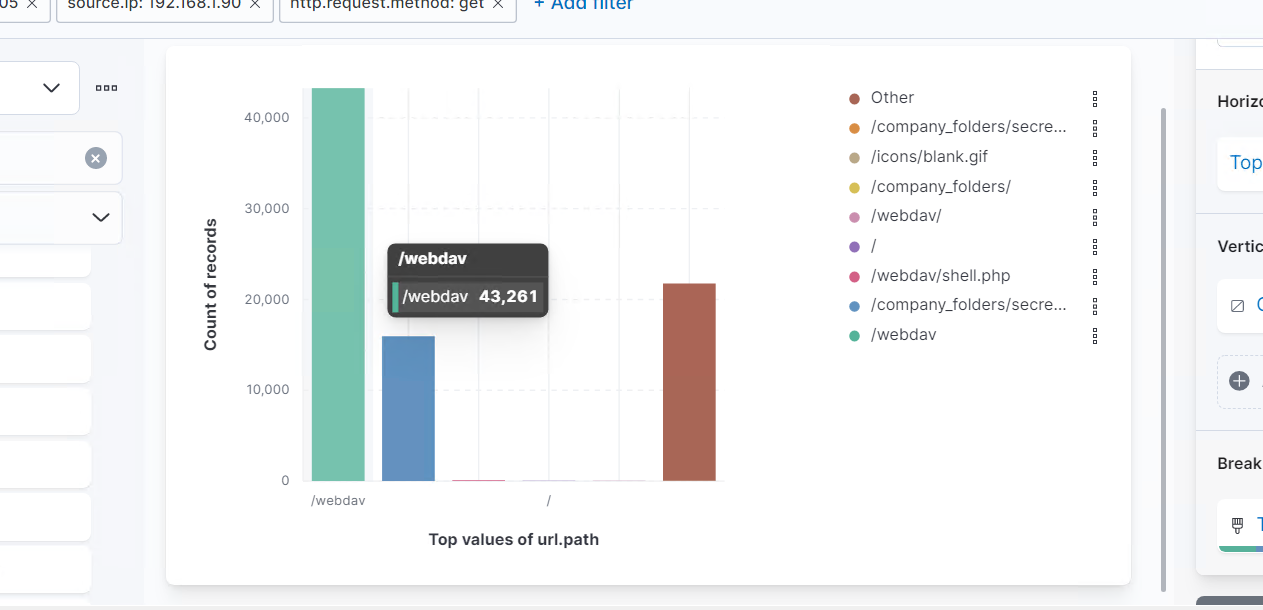 05 × source.ip: 192.168.1.90 × http.request.method: get × + Add filter
Count of records
40,000
30,000
20,000
10,000
0
/webdav
/
Top values of url.path
/webdav
/webdav 43,261
Other
/company_folders/secre...
/icons/blank.gif
/company_folders/
/webdav/
/
/webdav/shell.php
/company_folders/secre...
/webdav
Horizo
Top
Vertic
Break